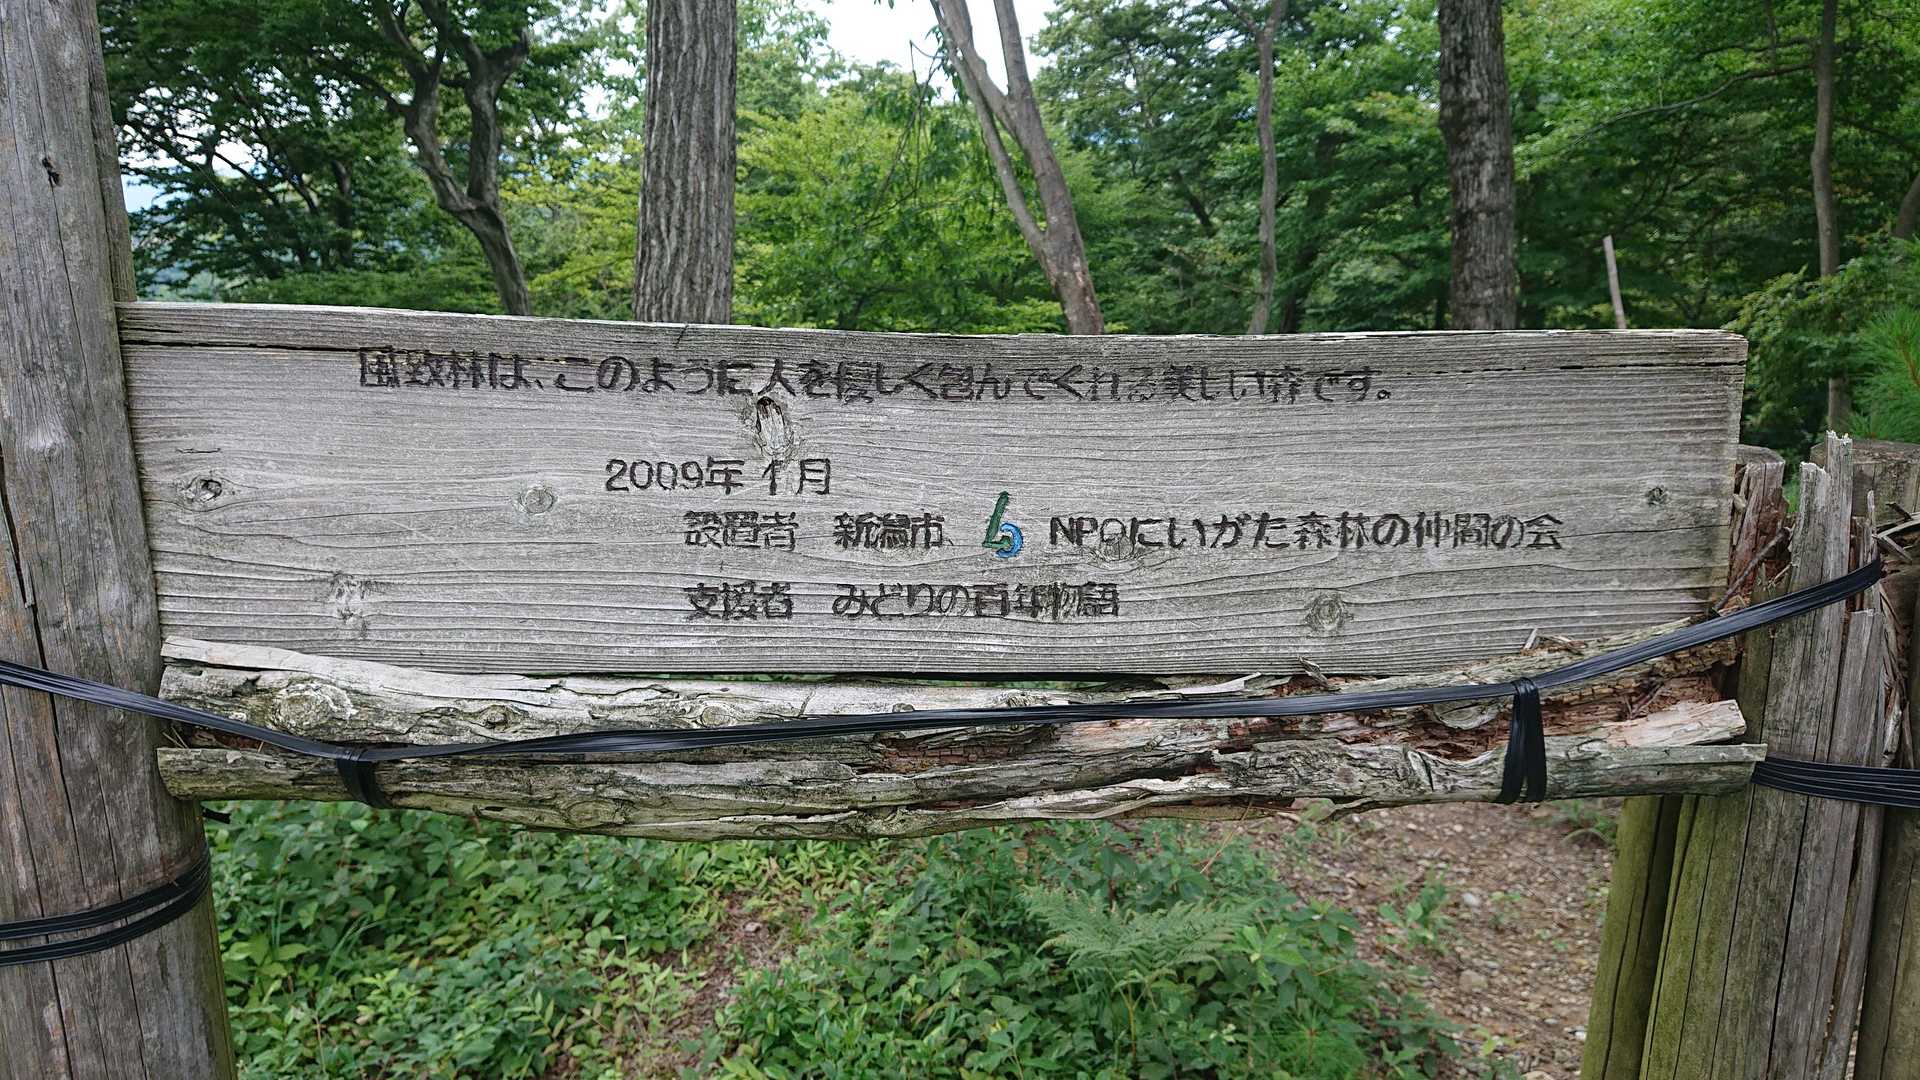 風致林は、このように人を優しく包んでくれる美しい森です。
2009年 1月
設置者 新潟市、 NPOにいがた森林の仲間の会
支援者 みどりの百年物語